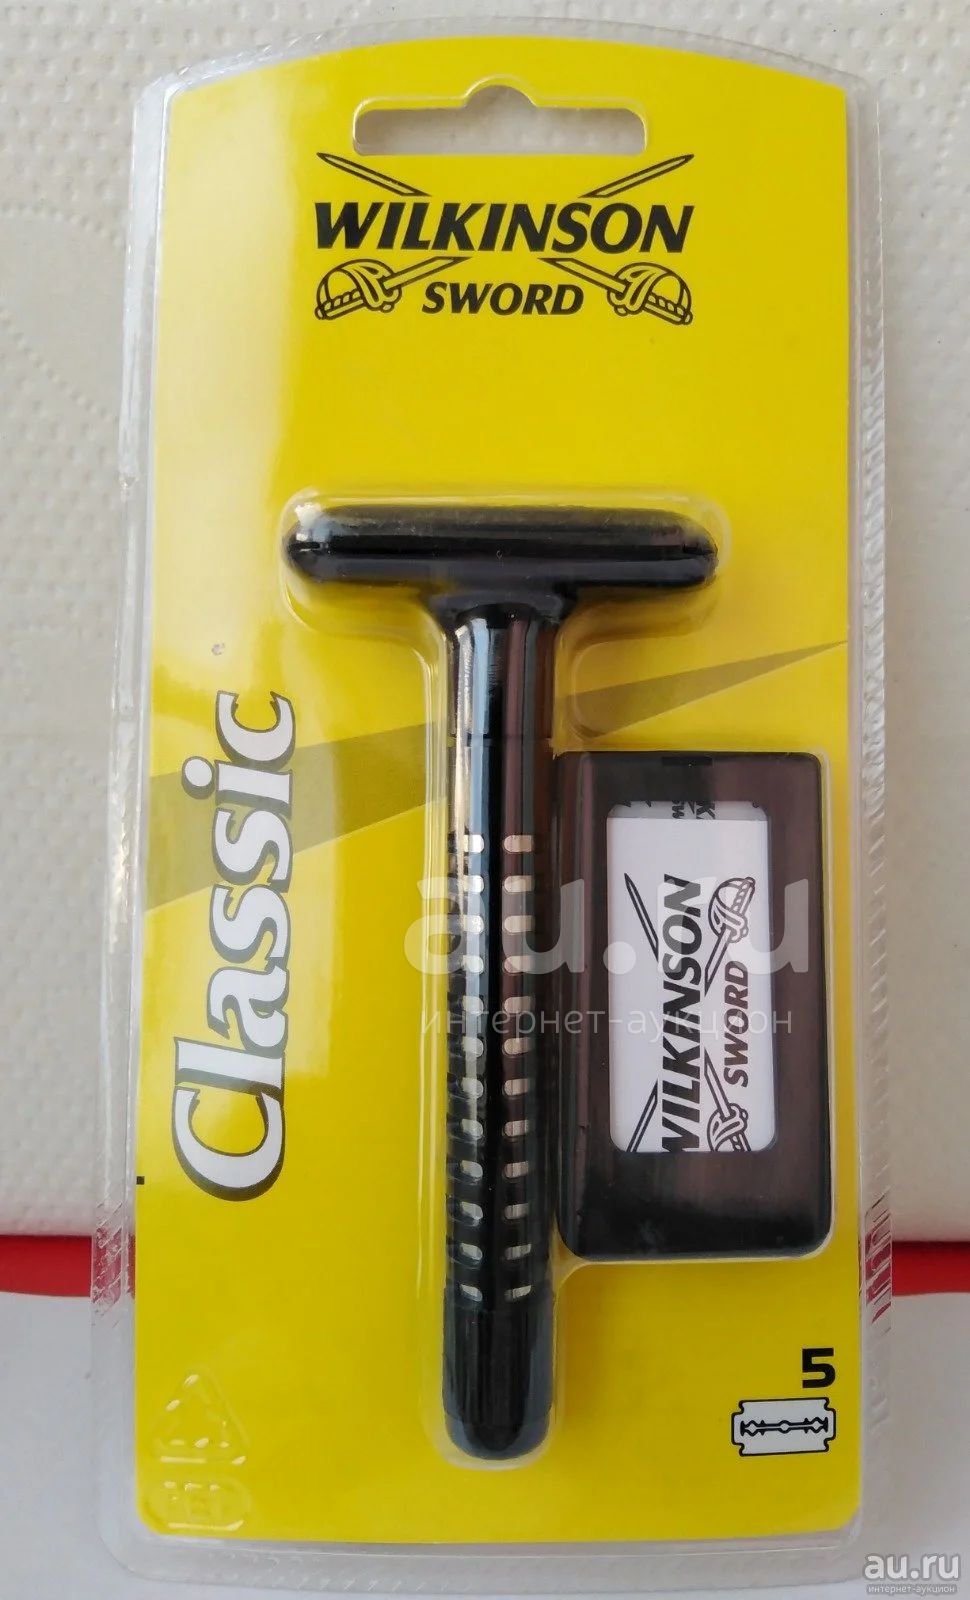 WILKINSON
SWORD
Classic
WILKINSON
SWORD
au.ru
интернет-аукцион
5
au.ru
интернет-аукцион